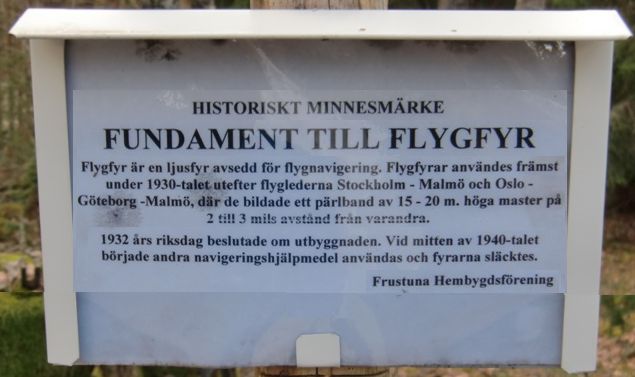 HISTORISKT MINNESMÄRKE
FUNDAMENT TILL FLYGFYR
Flygfyr är en ljusfyr avsedd för flygnavigering. Flygfyrar användes främst
under 1930-talet utefter flyglederna Stockholm - Malmö och Oslo -
Göteborg -Malmö, där de bildade ett pärlband av 15 - 20 m. höga master på
2 till 3 mils avstånd från varandra.
1932 års riksdag beslutade om utbyggnaden. Vid mitten av 1940-talet
började andra navigeringshjälpmedel användas och fyrarna släcktes.
Frustuna Hembygdsförening